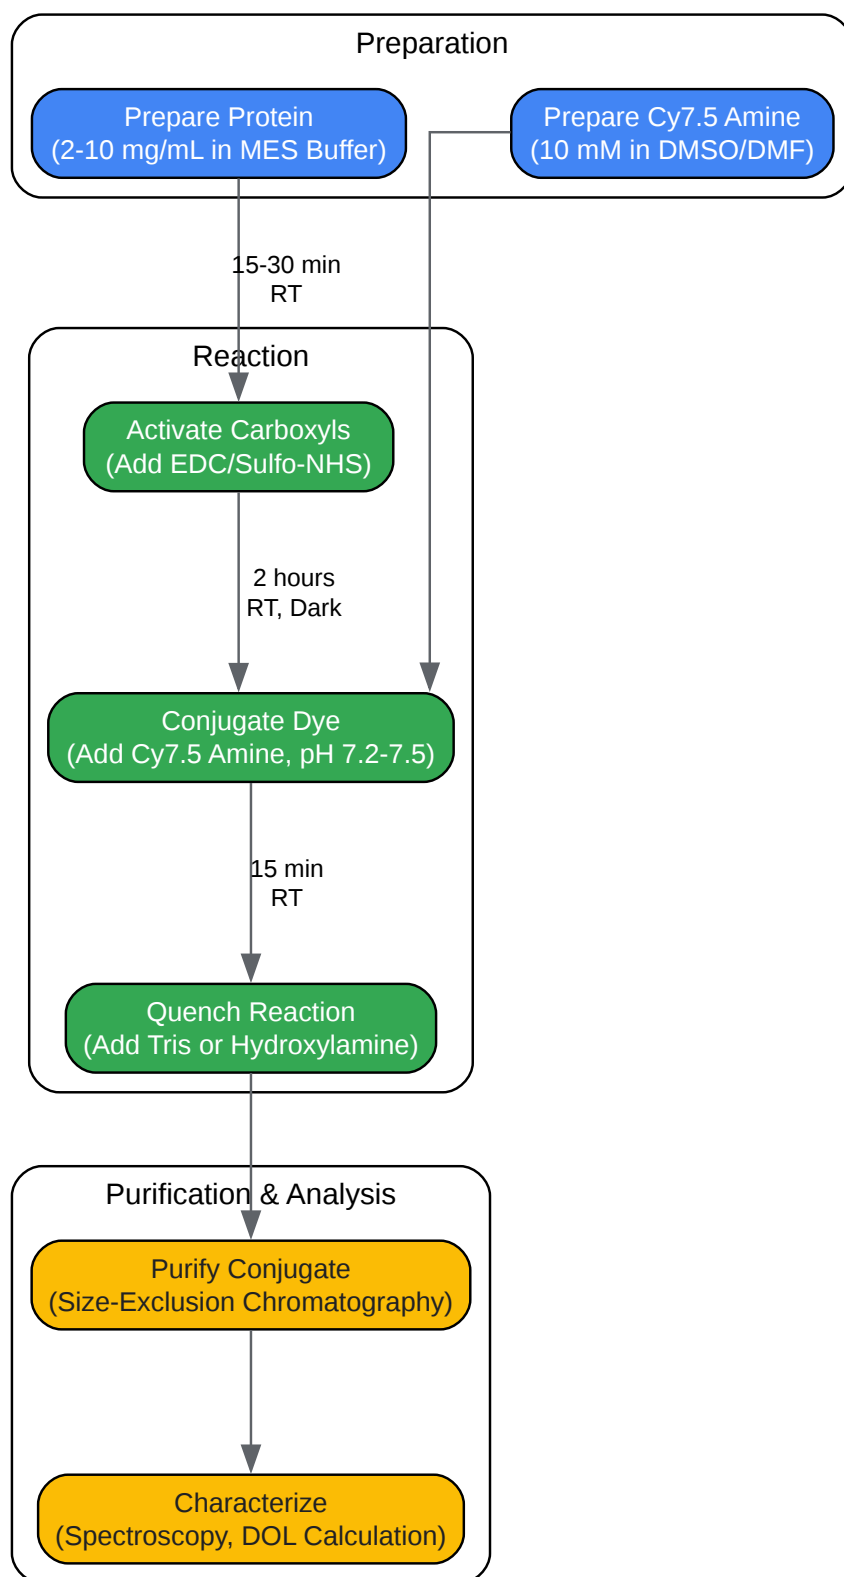 Preparation
Prepare Protein
(2-10 mg/mL in MES Buffer)
Prepare Cy7.5 Amine
(10 mM in DMSO/DMF)
15-30 min
RT
Reaction
Activate Carboxyls
(Add EDC/Sulfo-NHS)
2 hours
RT, Dark
Conjugate Dye
(Add Cy7.5 Amine, pH 7.2-7.5)
15 min
RT
Quench Reaction
(Add Tris or Hydroxylamine)
Purification & Analysis
Purify Conjugate
(Size-Exclusion Chromatography)
Characterize
(Spectroscopy, DOL Calculation)